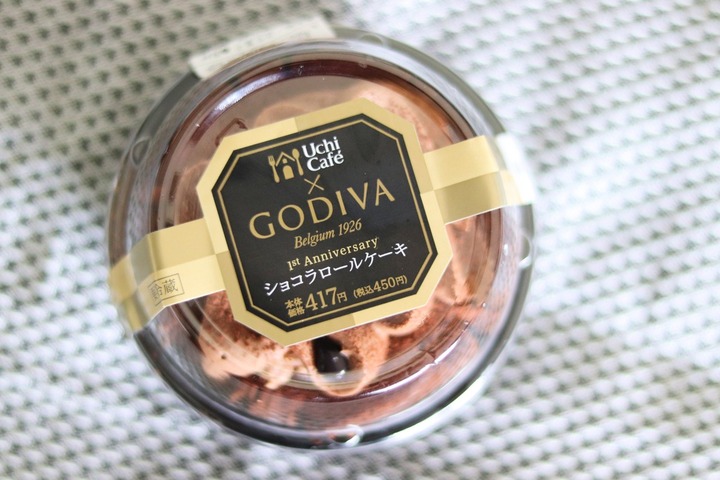 Uchi
Café
×
GODIVA
Belgium 1926
1st Anniversary
ショコラロールケーキ
本体価格 417円 (税込450円)
冷蔵